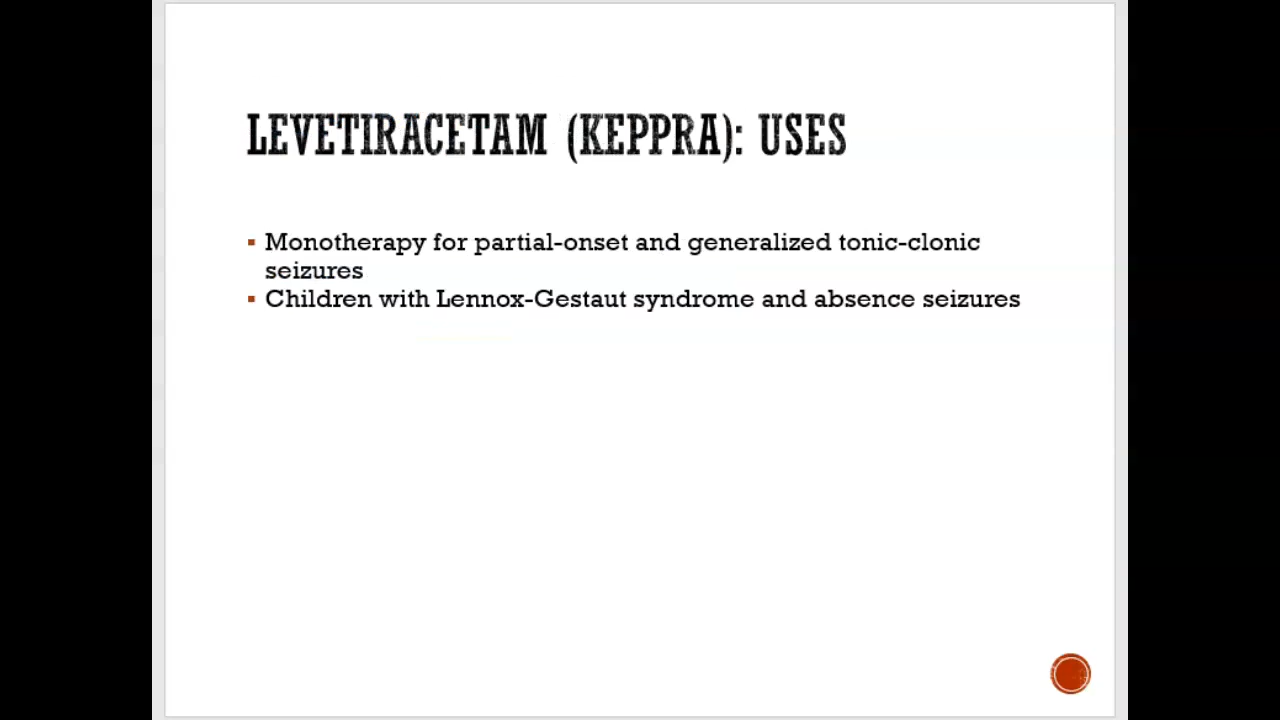 LEVETIRACETAM (KEPPRA): USES
Monotherapy for partial-onset and generalized tonic-clonic
seizures
Children with Lennox-Gestaut syndrome and absence seizures